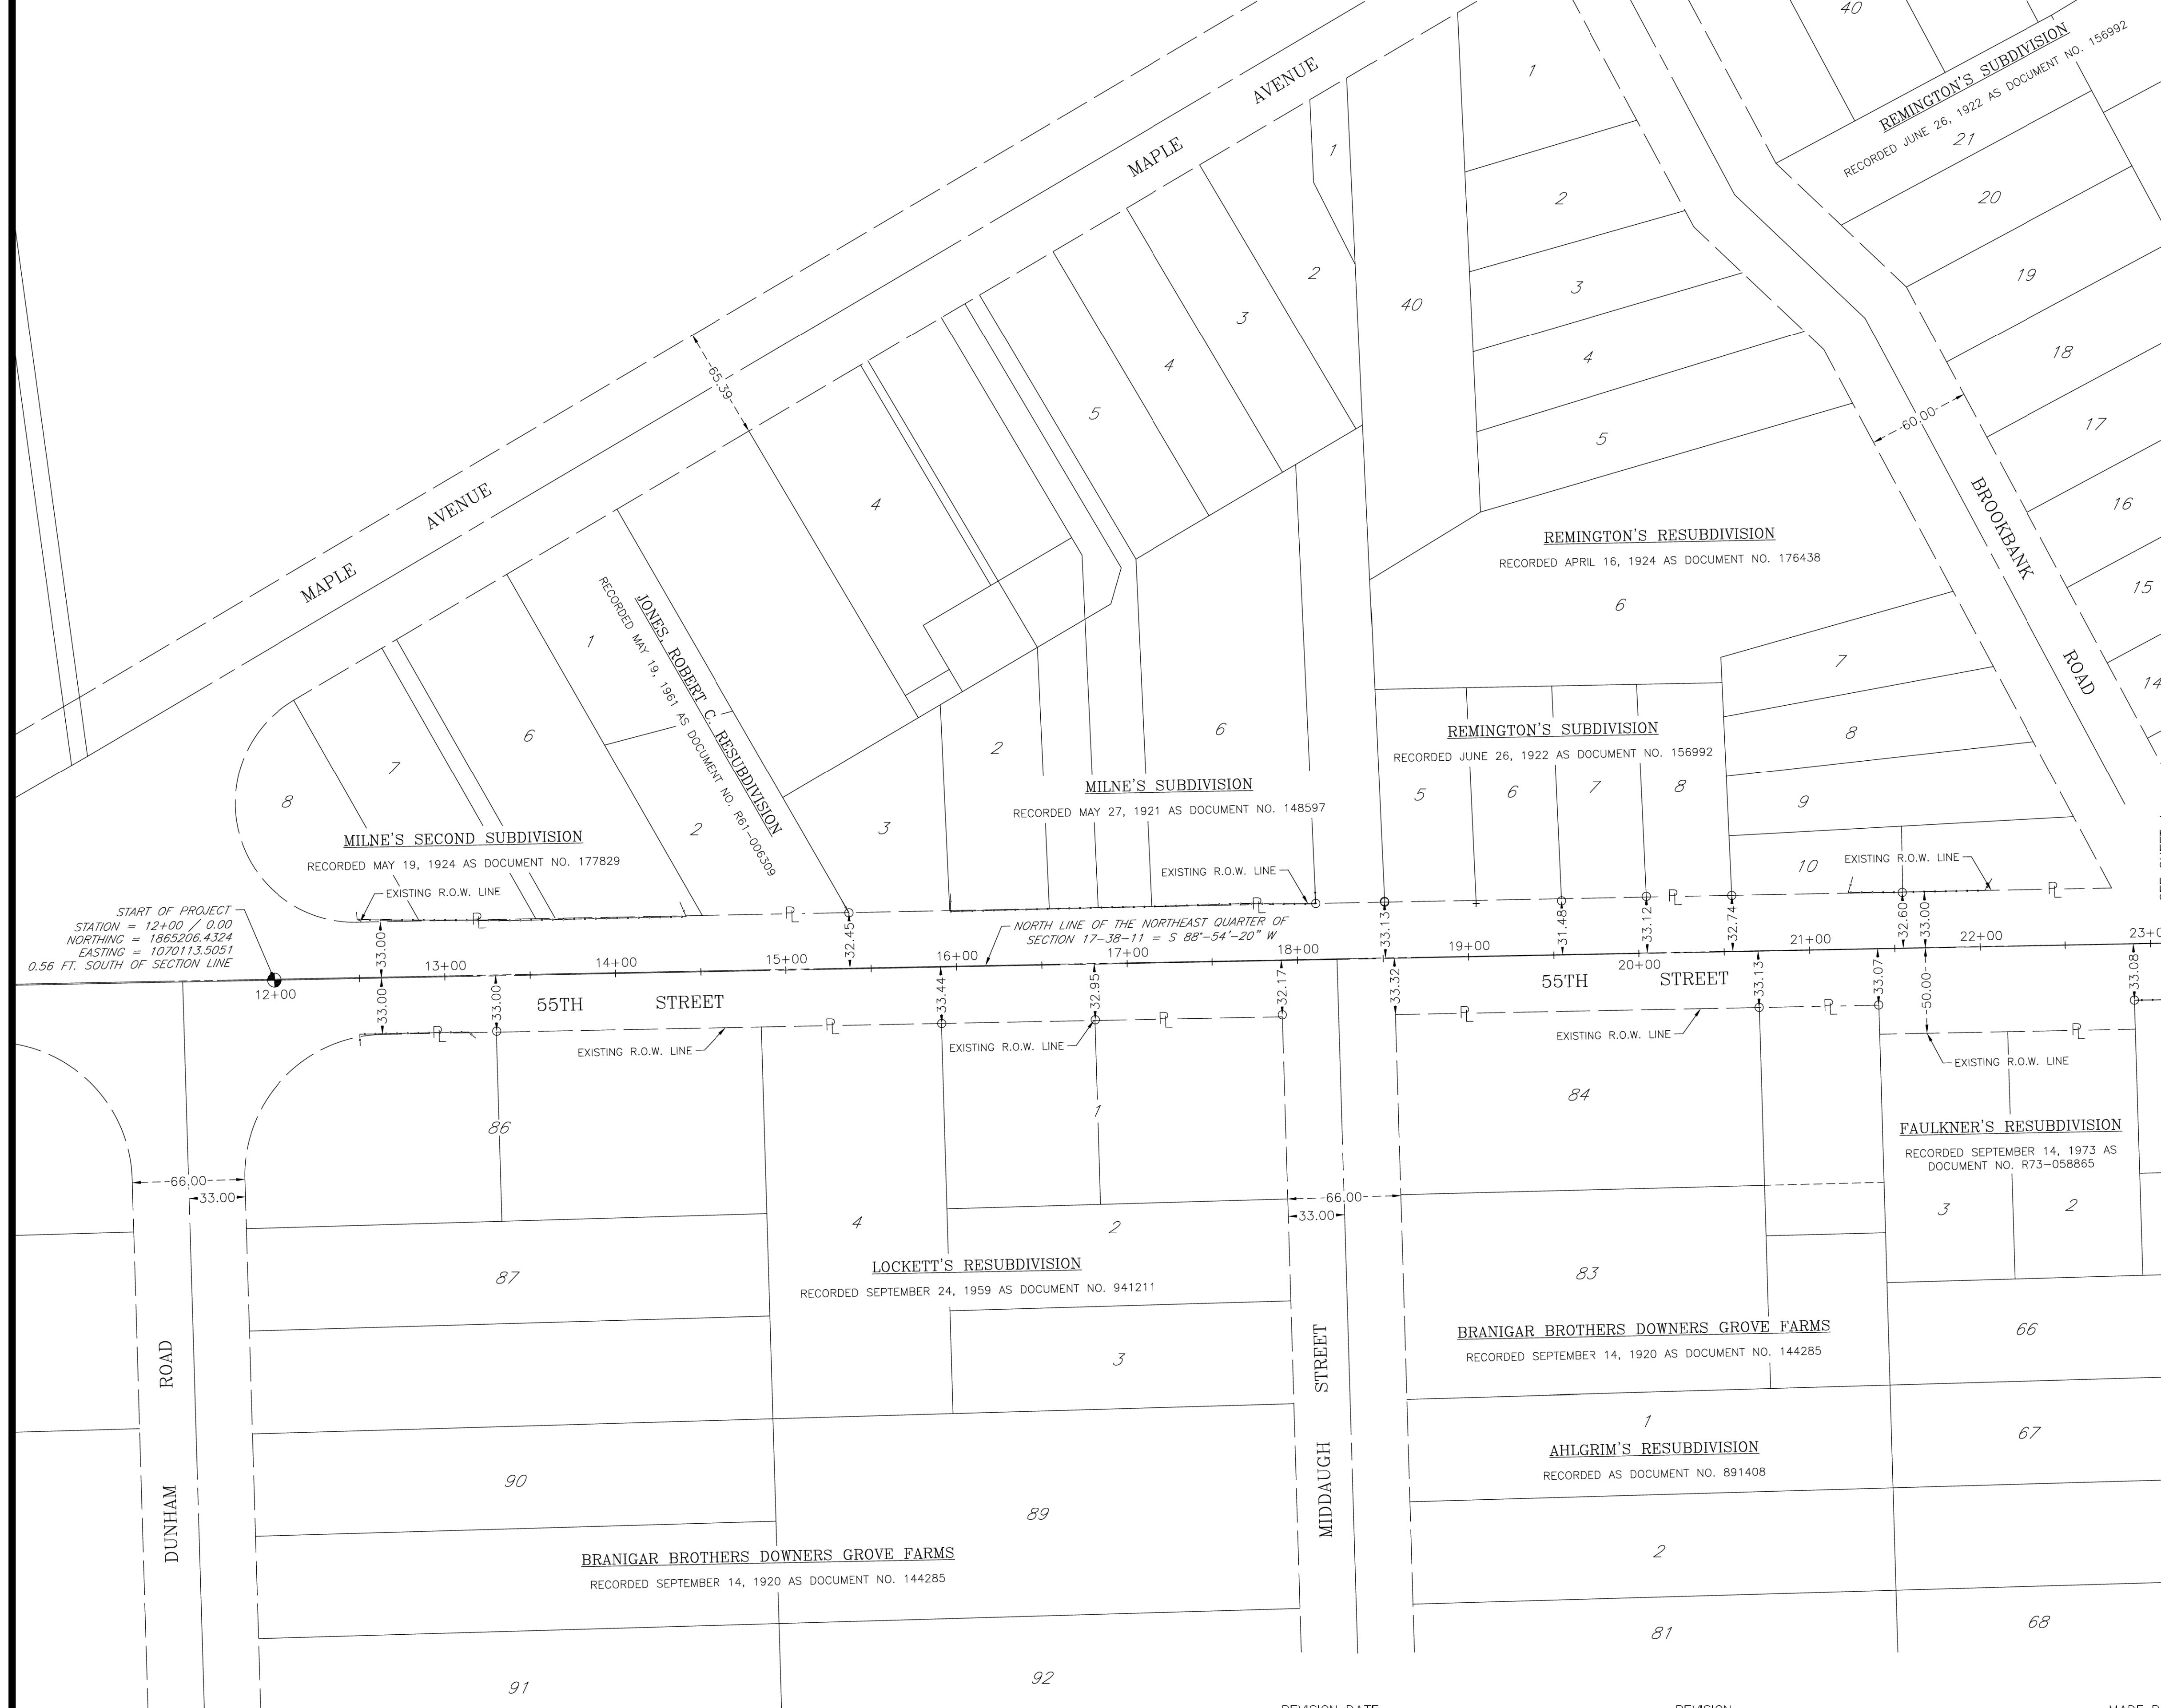 40
REMINGTON'S SUBDIVISION
RECORDED JUNE 26, 1922 AS DOCUMENT NO. 156992
MAPLE AVENUE
1
1
21
2
20
2
3
19
40
3
4
3
4
18
65.39
5
5
60.00
17
4
16
MAPLE AVENUE
BROOKBANK ROAD
REMINGTON'S RESUBDIVISION
RECORDED APRIL 16, 1924 AS DOCUMENT NO. 176438
6
15
14
1
JONES, ROBERT C. RESUBDIVISION
RECORDED MAY 19, 1961 AS DOCUMENT NO. R61-006309
7
8
9
10
6
7
8
2
3
2
6
REMINGTON'S SUBDIVISION
RECORDED JUNE 26, 1922 AS DOCUMENT NO. 156992
5
6
7
8
MILNE'S SUBDIVISION
RECORDED MAY 27, 1921 AS DOCUMENT NO. 148597
MILNE'S SECOND SUBDIVISION
RECORDED MAY 19, 1924 AS DOCUMENT NO. 177829
EXISTING R.O.W. LINE
EXISTING R.O.W. LINE
EXISTING R.O.W. LINE
PL
PL
PL
PL
PL
START OF PROJECT
STATION = 12+00 / 0.00
NORTHING = 1865206.4324
EASTING = 1070113.5051
0.56 FT. SOUTH OF SECTION LINE
NORTH LINE OF THE NORTHEAST QUARTER OF
SECTION 17-38-11 = S 88°-54'-20" W
33.00
32.45
33.13
31.48
33.12
32.74
32.60
33.00
12+00
13+00
14+00
15+00
16+00
17+00
18+00
19+00
20+00
21+00
22+00
33.00
33.00
33.44
32.95
32.17
33.32
33.13
33.07
50.00
33.08
55TH STREET
55TH STREET
PL
PL
PL
PL
PL
PL
EXISTING R.O.W. LINE
EXISTING R.O.W. LINE
EXISTING R.O.W. LINE
EXISTING R.O.W. LINE
86
1
84
FAULKNER'S RESUBDIVISION
RECORDED SEPTEMBER 14, 1973 AS
DOCUMENT NO. R73-058865
3
2
66.00
33.00
66.00
33.00
4
2
87
LOCKETT'S RESUBDIVISION
RECORDED SEPTEMBER 24, 1959 AS DOCUMENT NO. 941211
83
BRANIGAR BROTHERS DOWNERS GROVE FARMS
RECORDED SEPTEMBER 14, 1920 AS DOCUMENT NO. 144285
66
3
DUNHAM ROAD
MIDDAUGH STREET
1
AHLGRIM'S RESUBDIVISION
RECORDED AS DOCUMENT NO. 891408
67
90
89
2
BRANIGAR BROTHERS DOWNERS GROVE FARMS
RECORDED SEPTEMBER 14, 1920 AS DOCUMENT NO. 144285
81
68
91
92
REVISION DATE
REVISION